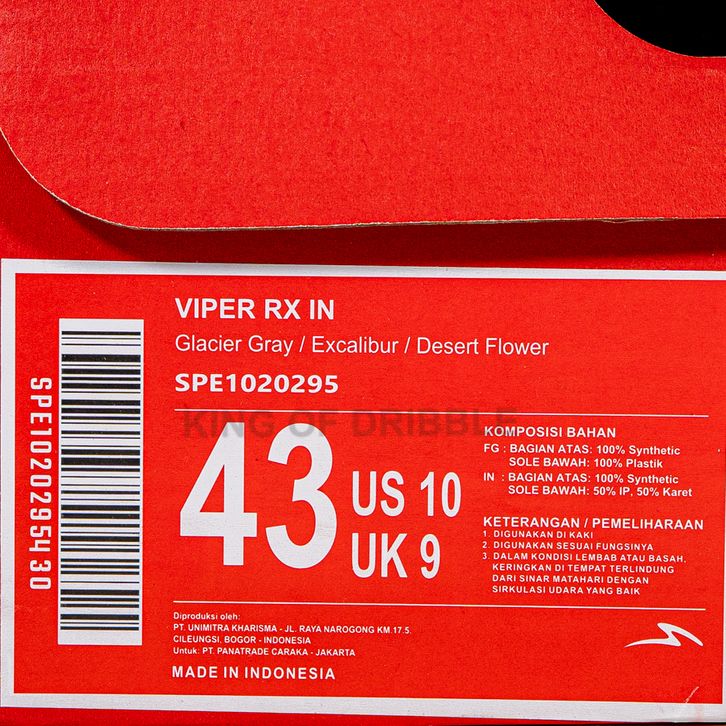 VIPER RX IN
Glacier Gray / Excalibur / Desert Flower
SPE1020295
SPE1020295430
KING OF DRIBBLE
43
US 10
UK 9
KOMPOSISI BAHAN
FG : BAGIAN ATAS: 100% Synthetic
SOLE BAWAH: 100% Plastik
IN : BAGIAN ATAS: 100% Synthetic
SOLE BAWAH: 50% IP, 50% Karet
KETERANGAN / PEMELIHARAAN
1. DIGUNAKAN DI KAKI
2. DIGUNAKAN SESUAI FUNGSINYA
3. DALAM KONDISI LEMBAB ATAU BASAH,
KERINGKAN DI TEMPAT TERLINDUNG
DARI SINAR MATAHARI DENGAN
SIRKULASI UDARA YANG BAIK
Diproduksi oleh:
PT. UNIMITRA KHARISMA - JL. RAYA NAROGONG KM.17.5.
CILEUNGSI, BOGOR - INDONESIA
Untuk: PT. PANATRADE CARAKA - JAKARTA
MADE IN INDONESIA